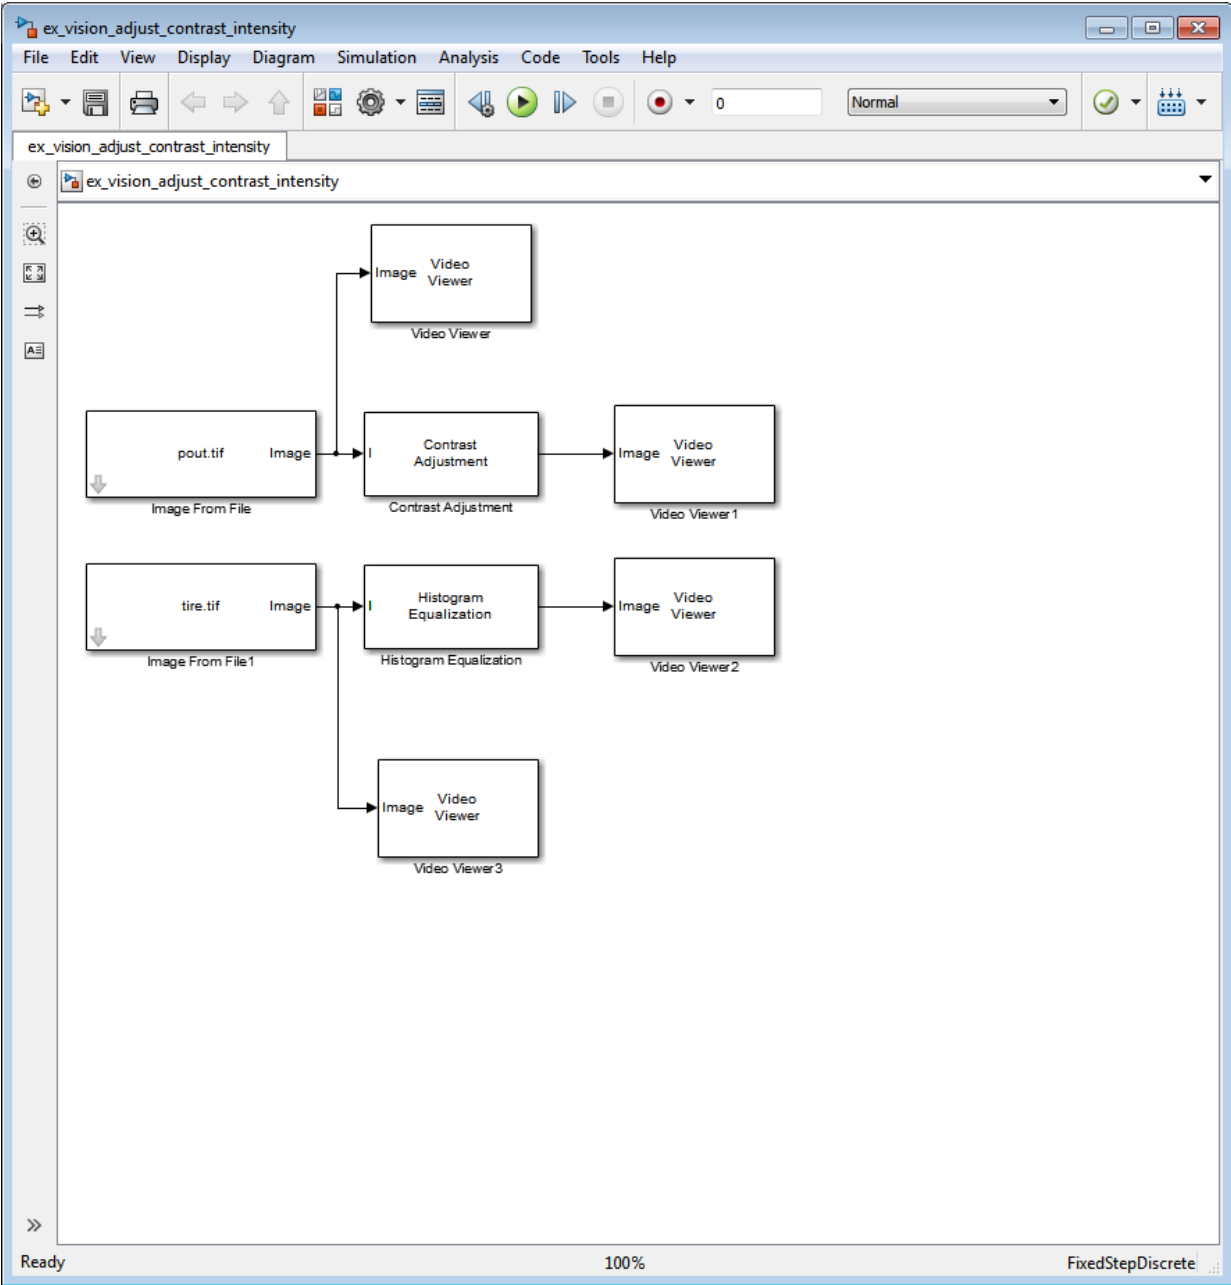 ex_vision_adjust_contrast_intensity
File Edit View Display Diagram Simulation Analysis Code Tools Help
0 Normal
ex_vision_adjust_contrast_intensity
ex_vision_adjust_contrast_intensity
Image Video
Viewer
Video Viewer
pout.tif Image
Image From File
I Contrast
Adjustment
Contrast Adjustment
Image Video
Viewer
Video Viewer1
tire.tif Image
Image From File1
I Histogram
Equalization
Histogram Equalization
Image Video
Viewer
Video Viewer2
Image Video
Viewer
Video Viewer3
Ready 100% FixedStepDiscrete